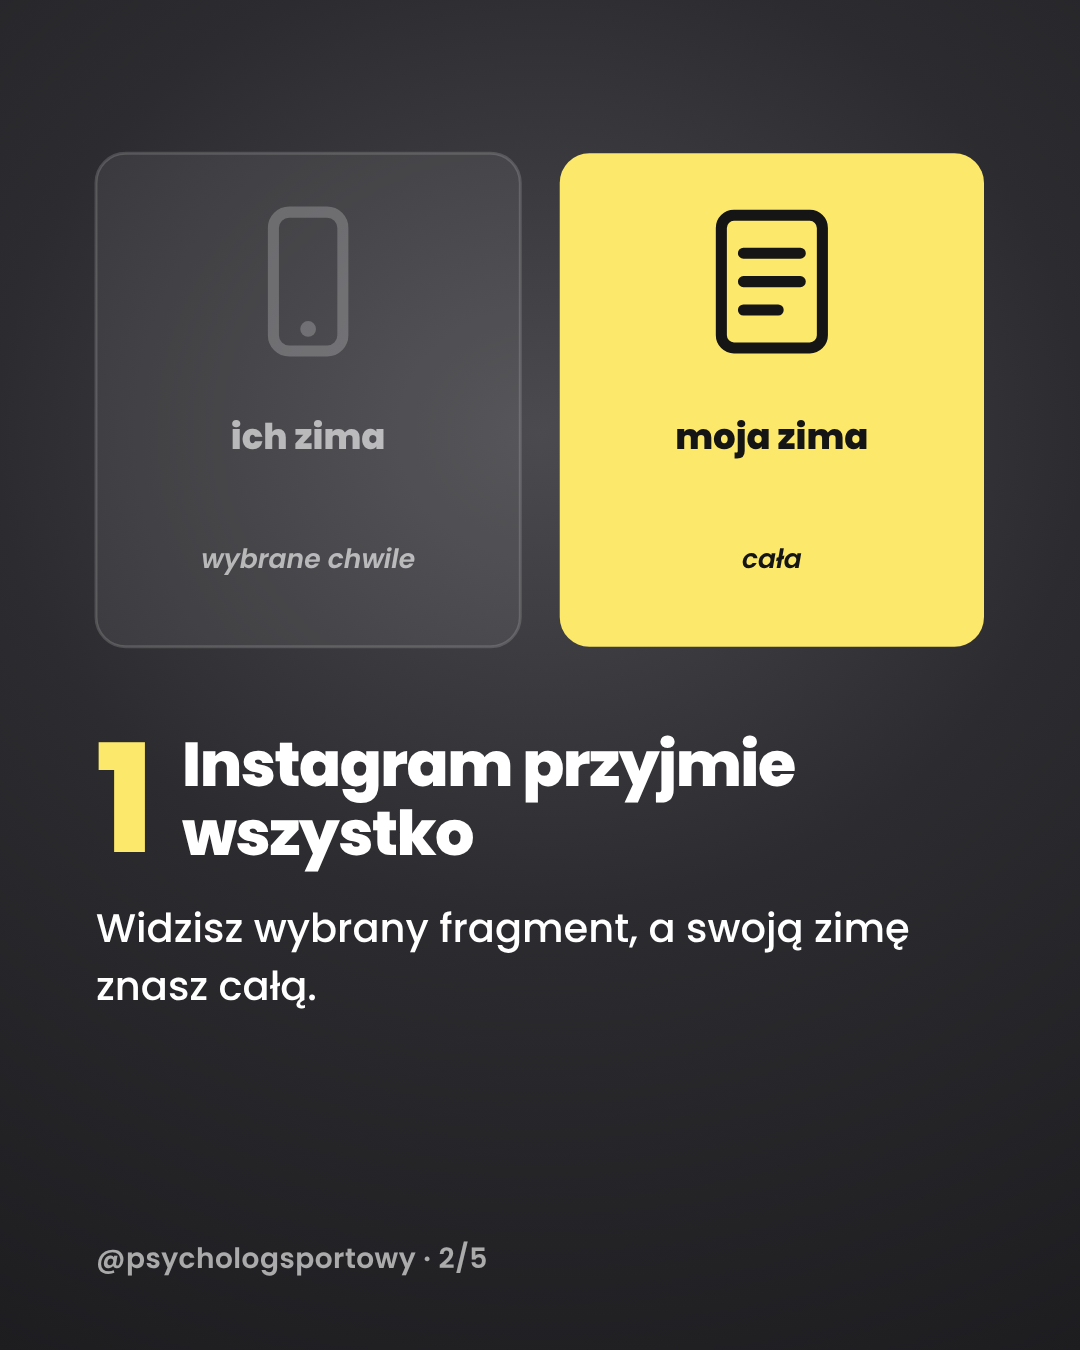 ich zima
wybrane chwile
moja zima
cała
1 Instagram przyjmie
wszystko
Widzisz wybrany fragment, a swoją zimę
znasz całą.
@psychologsportowy · 2/5